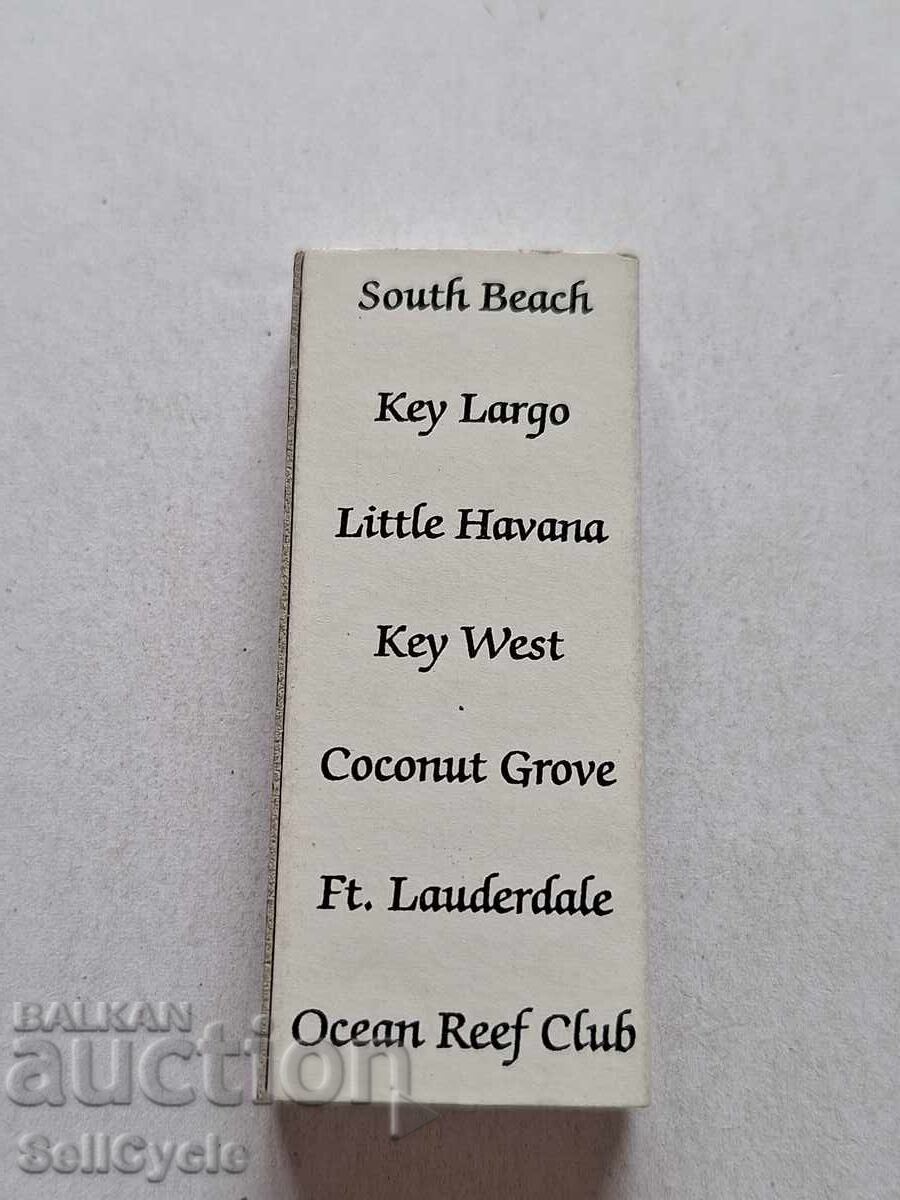 South Beach
Key Largo
Little Havana
Key West
Coconut Grove
Ft. Lauderdale
Ocean Reef Club
BALKAN
auction
SellCycle